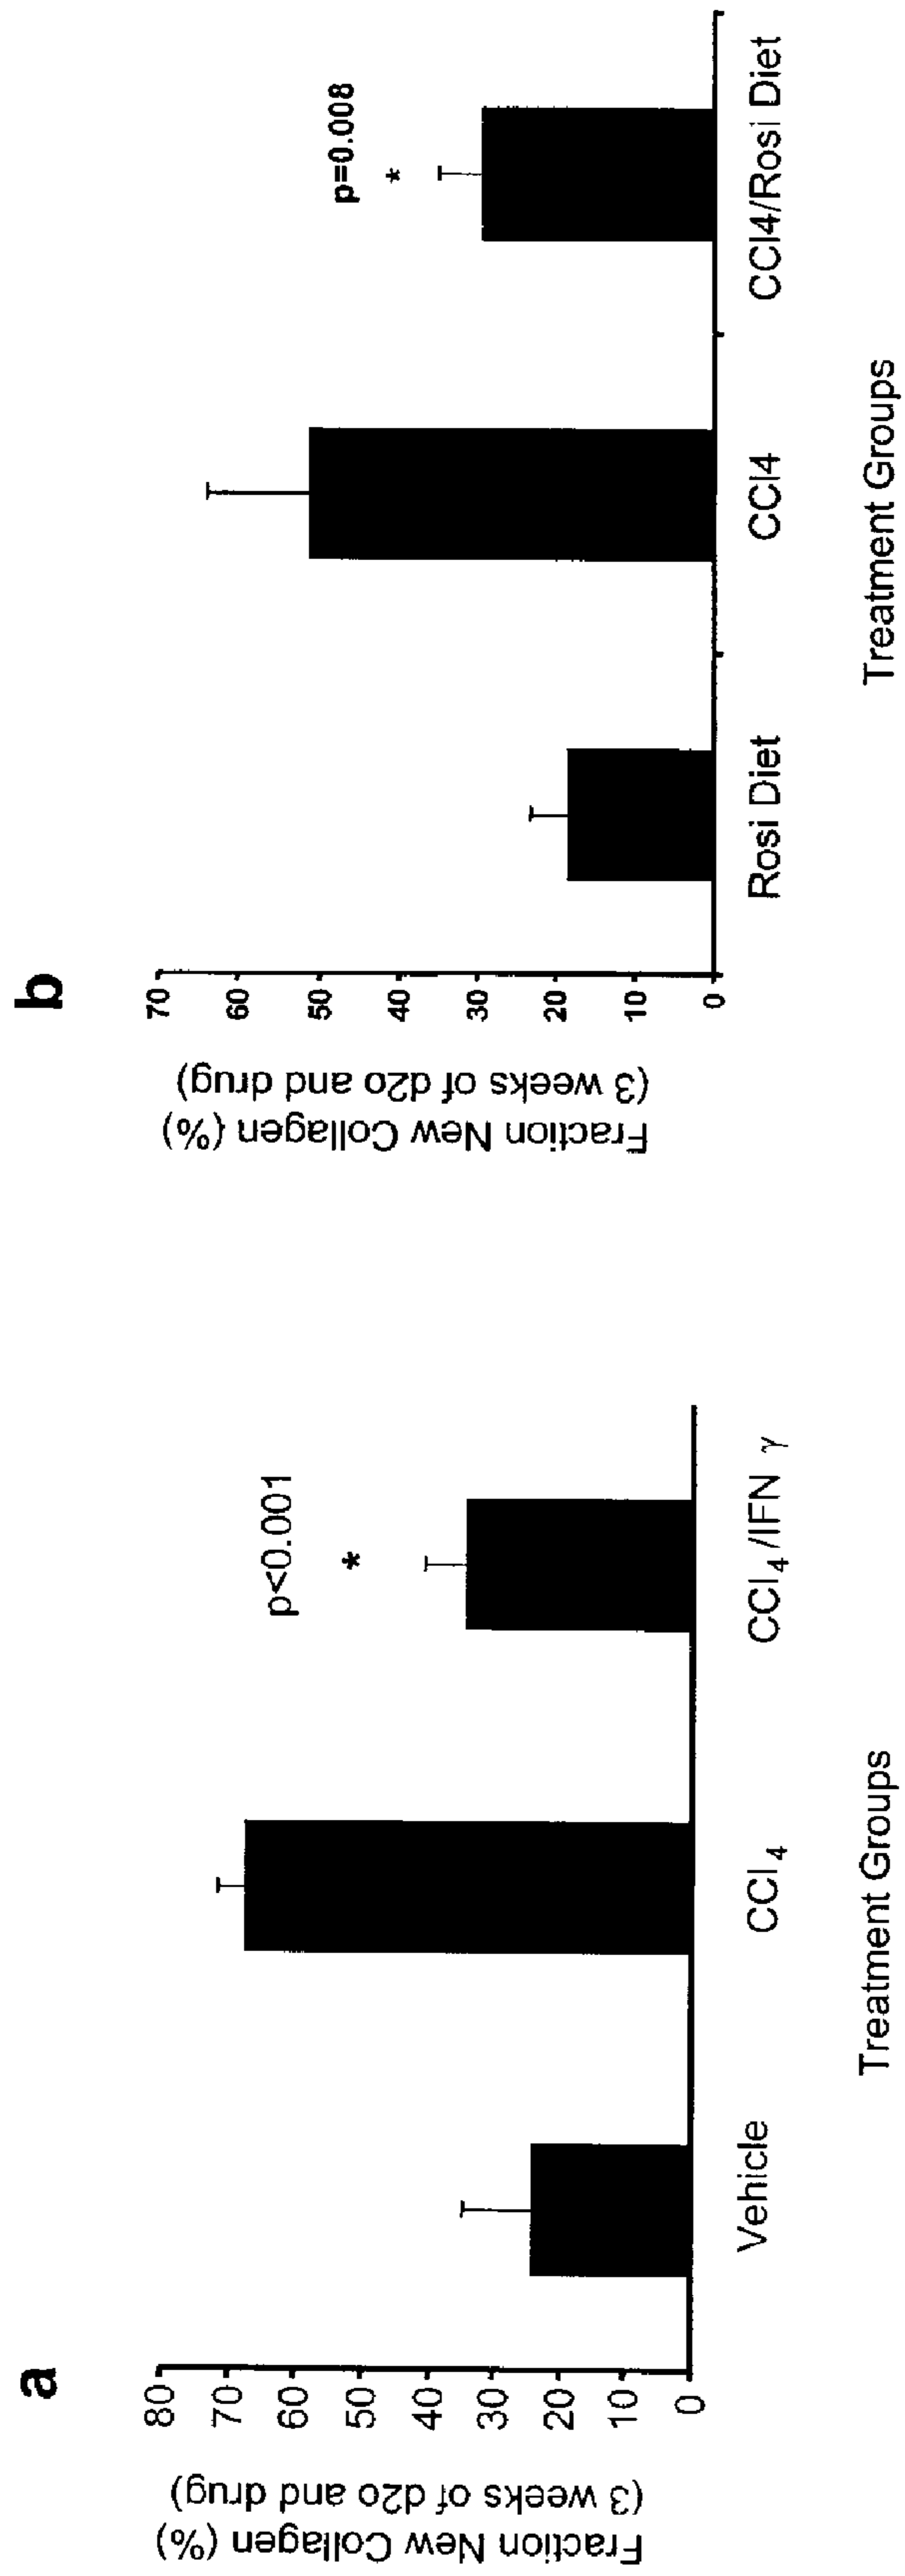 a
Fraction New Collagen (%)
(3 weeks of d2o and drug)
80
70
60
50
40
30
20
10
0
p<0.001
*
Vehicle
CCl₄
CCl₄/IFN γ
Treatment Groups
b
Fraction New Collagen (%)
(3 weeks of d2o and drug)
70
60
50
40
30
20
10
0
p=0.008
*
Rosi Diet
CCl4
CCl4/Rosi Diet
Treatment Groups